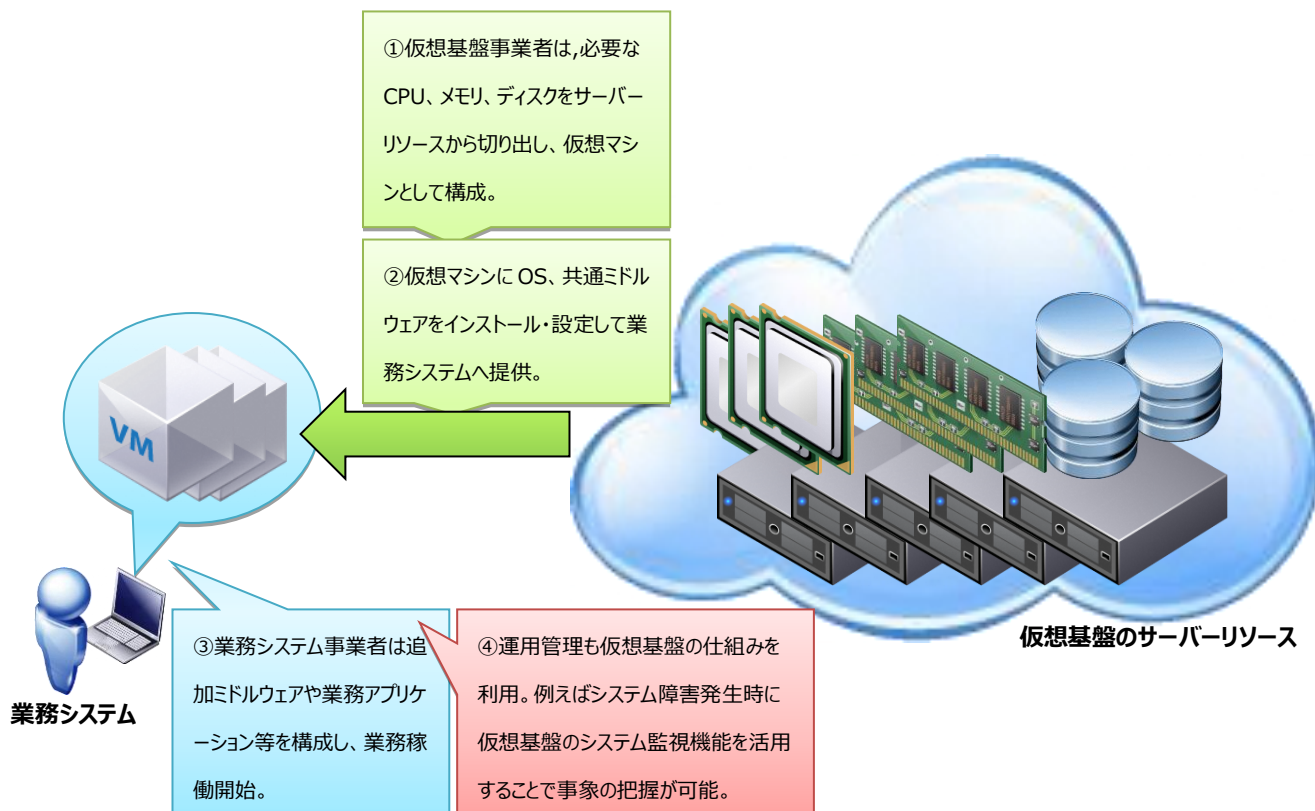 ①仮想基盤事業者は,必要な
CPU、メモリ、ディスクをサーバー
リソースから切り出し、仮想マシ
ンとして構成。
②仮想マシンに OS、共通ミドル
ウェアをインストール・設定して業
務システムへ提供。
VM
仮想基盤のサーバーリソース
業務システム
③業務システム事業者は追
加ミドルウェアや業務アプリケ
ーション等を構成し、業務稼
働開始。
④運用管理も仮想基盤の仕組みを
利用。例えばシステム障害発生時に
仮想基盤のシステム監視機能を活用
することで事象の把握が可能。